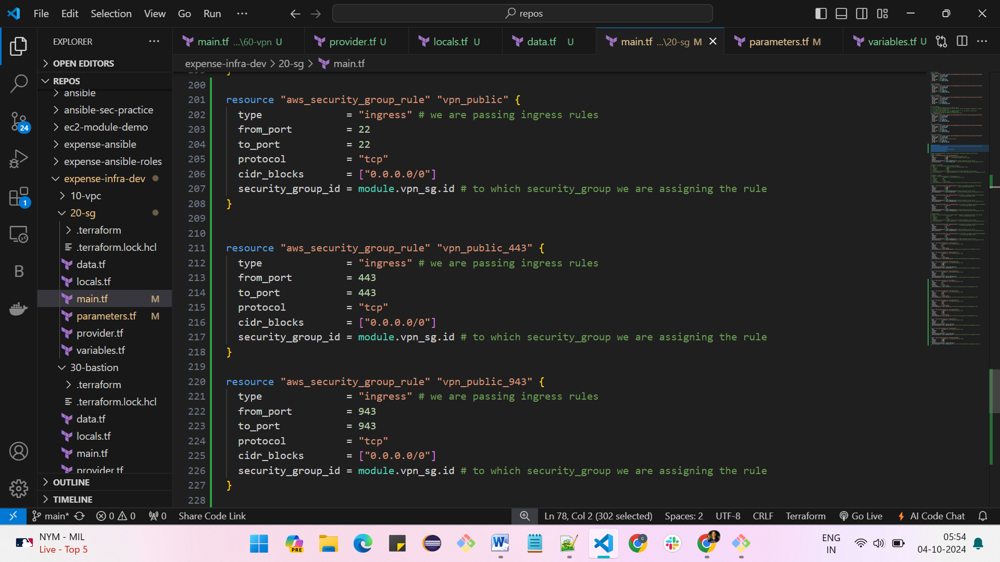 File Edit Selection View Go Run ··· repos
EXPLORER ···
main.tf ...\60-vpn U provider.tf U locals.tf U data.tf U main.tf ...\20-sg M parameters.tf M variables.tf U ···
OPEN EDITORS
REPOS
ansible
ansible-sec-practice
ec2-module-demo
expense-ansible
expense-ansible-roles
expense-infra-dev
10-vpc
20-sg
.terraform
.terraform.lock.hcl
data.tf
locals.tf
main.tf M
parameters.tf M
provider.tf
variables.tf
30-bastion
.terraform
.terraform.lock.hcl
data.tf
locals.tf
main.tf
provider.tf
OUTLINE
TIMELINE
24
1
B
expense-infra-dev > 20-sg > main.tf
199 }
200
201 resource "aws_security_group_rule" "vpn_public" {
202 type = "ingress" # we are passing ingress rules
203 from_port = 22
204 to_port = 22
205 protocol = "tcp"
206 cidr_blocks = ["0.0.0.0/0"]
207 security_group_id = module.vpn_sg.id # to which security_group we are assigning the rule
208 }
209
210
211 resource "aws_security_group_rule" "vpn_public_443" {
212 type = "ingress" # we are passing ingress rules
213 from_port = 443
214 to_port = 443
215 protocol = "tcp"
216 cidr_blocks = ["0.0.0.0/0"]
217 security_group_id = module.vpn_sg.id # to which security_group we are assigning the rule
218 }
219
220 resource "aws_security_group_rule" "vpn_public_943" {
221 type = "ingress" # we are passing ingress rules
222 from_port = 943
223 to_port = 943
224 protocol = "tcp"
225 cidr_blocks = ["0.0.0.0/0"]
226 security_group_id = module.vpn_sg.id # to which security_group we are assigning the rule
227 }
228
main* 0 0 0 Share Code Link Ln 78, Col 2 (302 selected) Spaces: 2 UTF-8 CRLF Terraform Go Live AI Code Chat
NYM - MIL
Live - Top 5
PRE
W
C
ENG
IN
05:54
04-10-2024